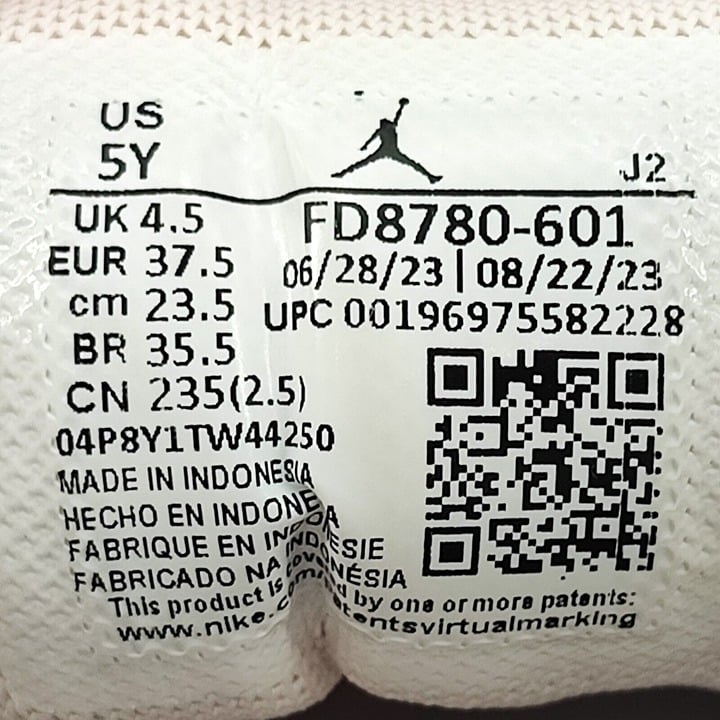 US
5Y
J2
UK 4.5
EUR 37.5
cm 23.5
BR 35.5
CN 235(2.5)
04P8Y1TW44250
FD8780-601
06/28/23 | 08/22/23
UPC 00196975582228
MADE IN INDONESIA
HECHO EN INDONESIA
FABRIQUE EN INDONESIE
FABRICADO NA INDONÉSIA
This product is covered by one or more patents:
www.nike.com/patentsvirtualmarking